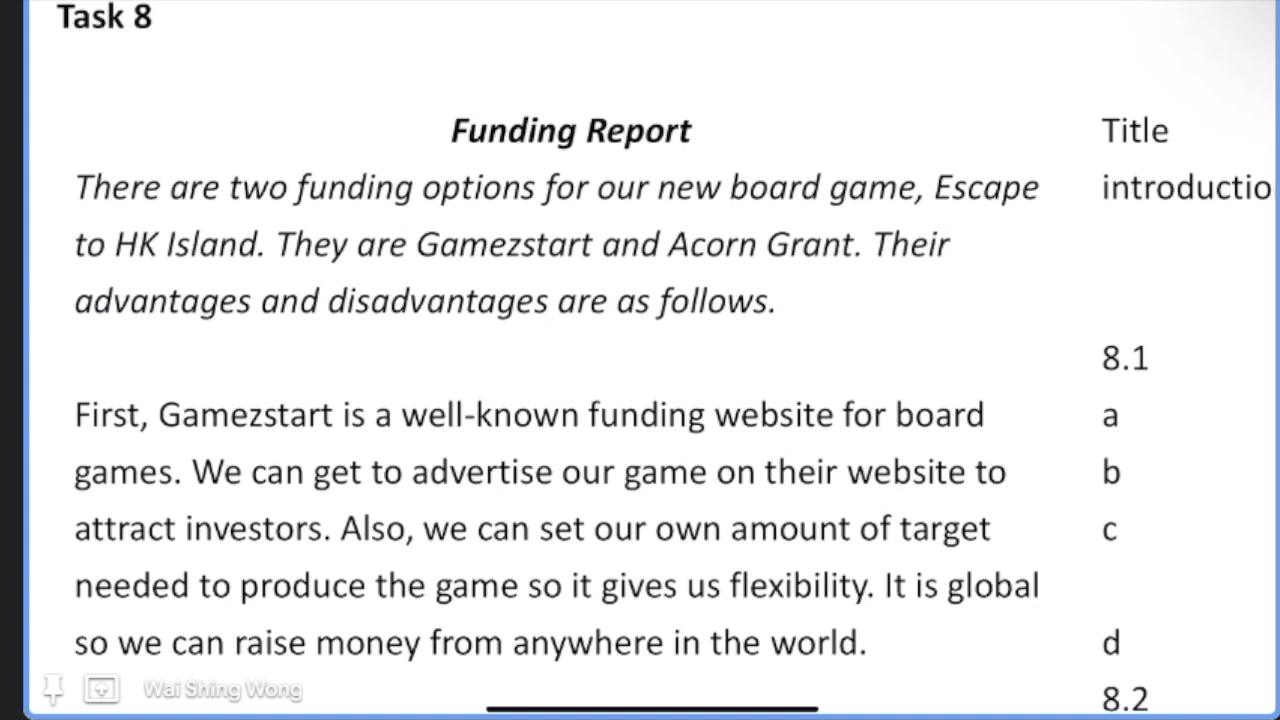 Task 8
Funding Report Title
There are two funding options for our new board game, Escape introductio
to HK Island. They are Gamezstart and Acorn Grant. Their
advantages and disadvantages are as follows.
8.1
First, Gamezstart is a well-known funding website for board a
games. We can get to advertise our game on their website to b
attract investors. Also, we can set our own amount of target c
needed to produce the game so it gives us flexibility. It is global
so we can raise money from anywhere in the world. d
Wai Shing Wong
8.2